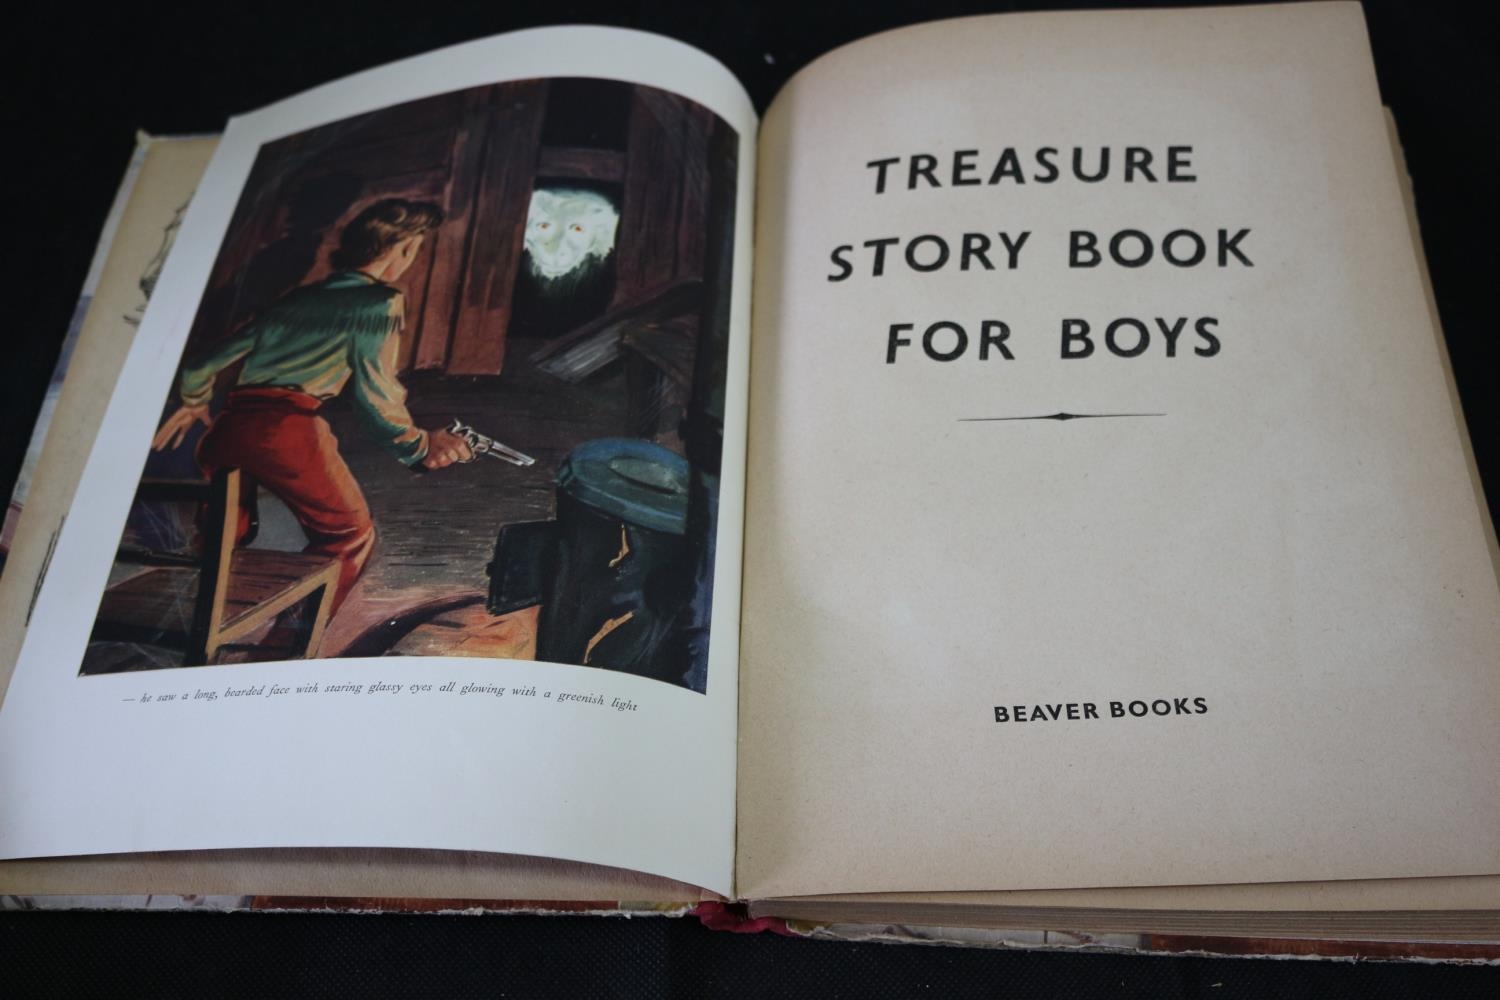 — he saw a long, bearded face with staring glassy eyes all glowing with a greenish light
TREASURE
STORY BOOK
FOR BOYS
BEAVER BOOKS